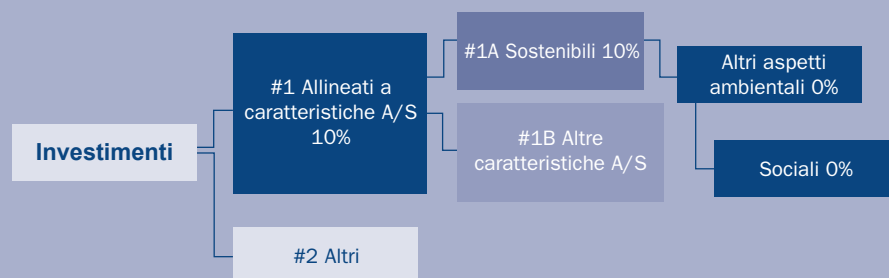 Investimenti
#1 Allineati a
caratteristiche A/S
10%
#2 Altri
#1A Sostenibili 10%
#1B Altre
caratteristiche A/S
Altri aspetti
ambientali 0%
Sociali 0%